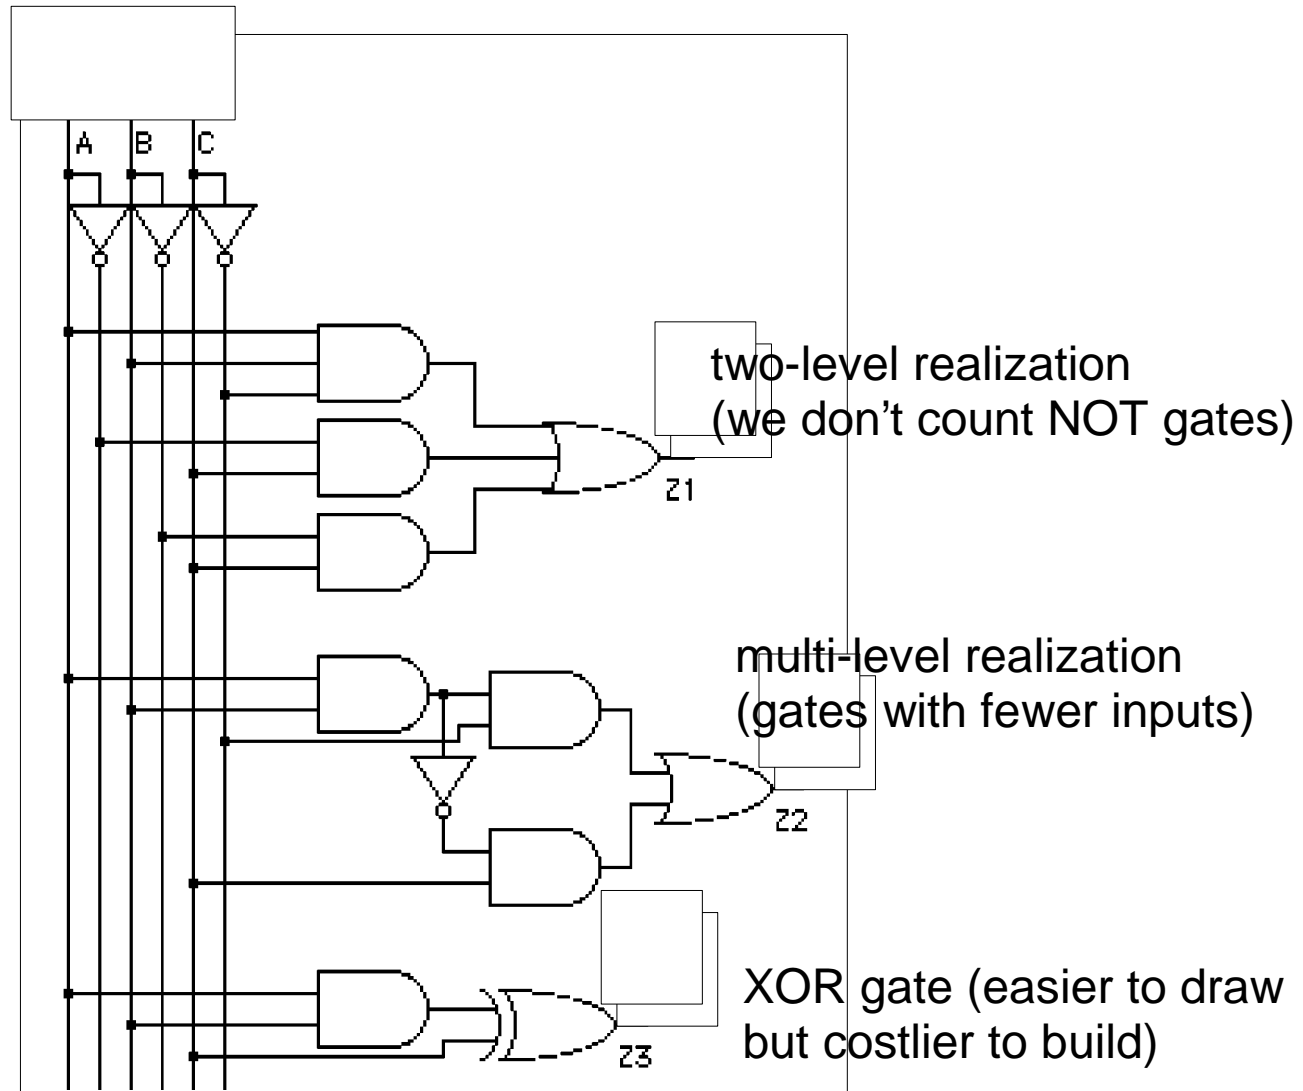 A B C
two-level realization
(we don’t count NOT gates)
Z1
multi-level realization
(gates with fewer inputs)
Z2
XOR gate (easier to draw
but costlier to build)
Z3